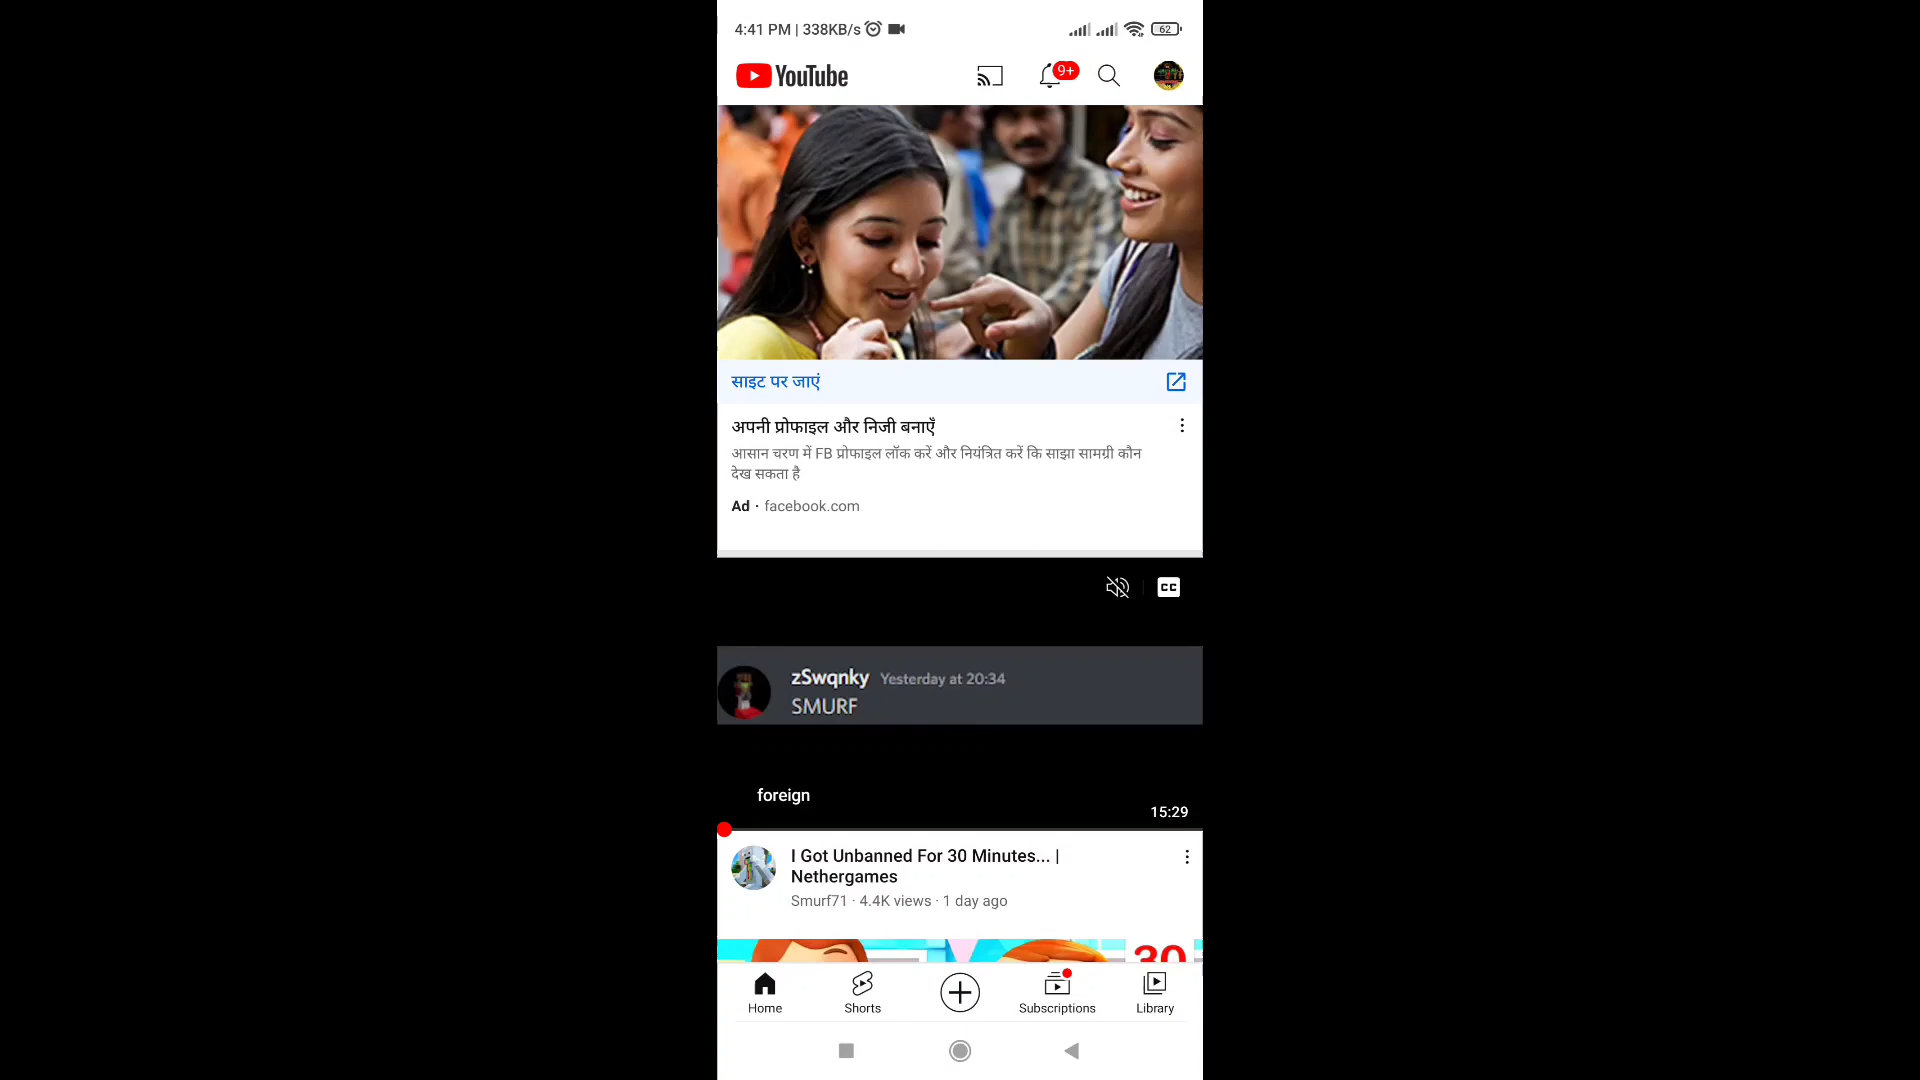 4:41 PM | 338KB/s
62
YouTube
9+
साइट पर जाएं
अपनी प्रोफाइल और निजी बनाएँ
आसान चरण में FB प्रोफाइल लॉक करें और नियंत्रित करें कि साझा सामग्री कौन
देख सकता है
Ad · facebook.com
CC
zSwqnky Yesterday at 20:34
SMURF
foreign
15:29
I Got Unbanned For 30 Minutes... |
Nethergames
Smurf71 · 4.4K views · 1 day ago
30
Home
Shorts
Subscriptions
Library